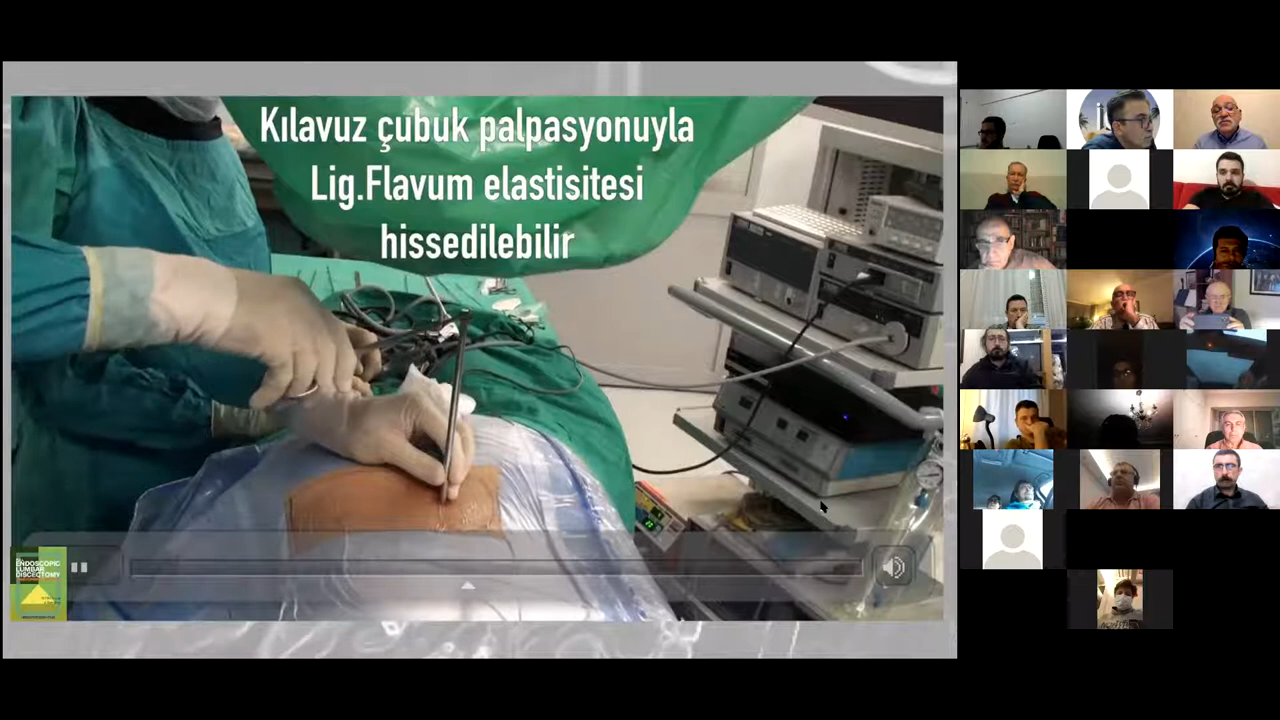 Kılavuz çubuk palpasyonuyla
Lig.Flavum elastisitesi
hissedilebilir
ENDOSCOPIC
LUMBAR
DISCECTOMY